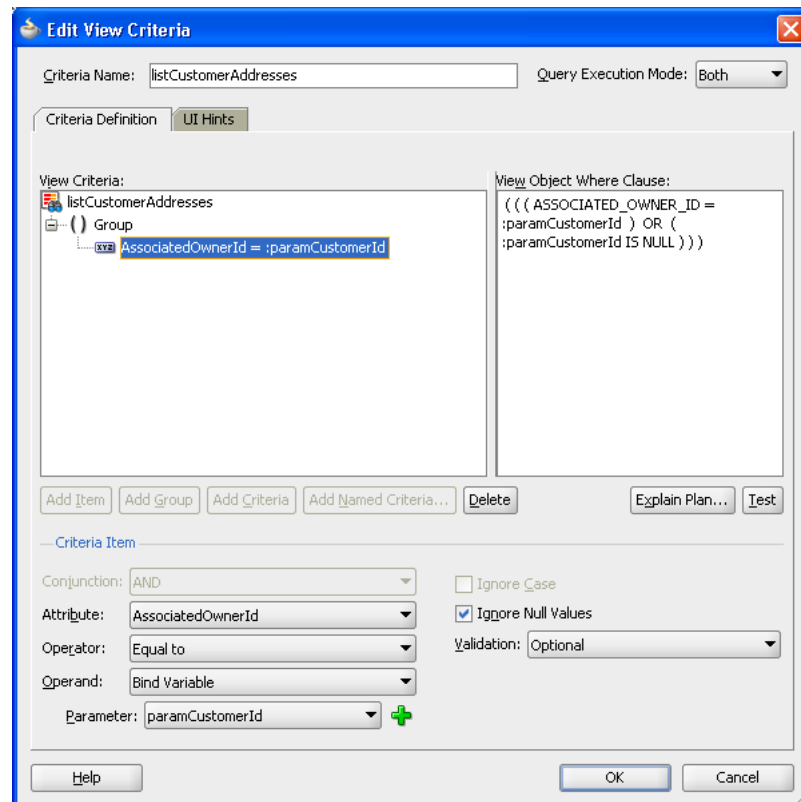 Edit View Criteria
Criteria Name: listCustomerAddresses Query Execution Mode: Both
Criteria Definition UI Hints
View Criteria: View Object Where Clause:
listCustomerAddresses
( ) Group
AssociatedOwnerId = :paramCustomerId
( ( ( ASSOCIATED_OWNER_ID =
:paramCustomerId ) OR (
:paramCustomerId IS NULL ) ) )
Add Item Add Group Add Criteria Add Named Criteria... Delete Explain Plan... Test
Criteria Item
Conjunction: AND Ignore Case
Attribute: AssociatedOwnerId Ignore Null Values
Operator: Equal to Validation: Optional
Operand: Bind Variable
Parameter: paramCustomerId
Help OK Cancel